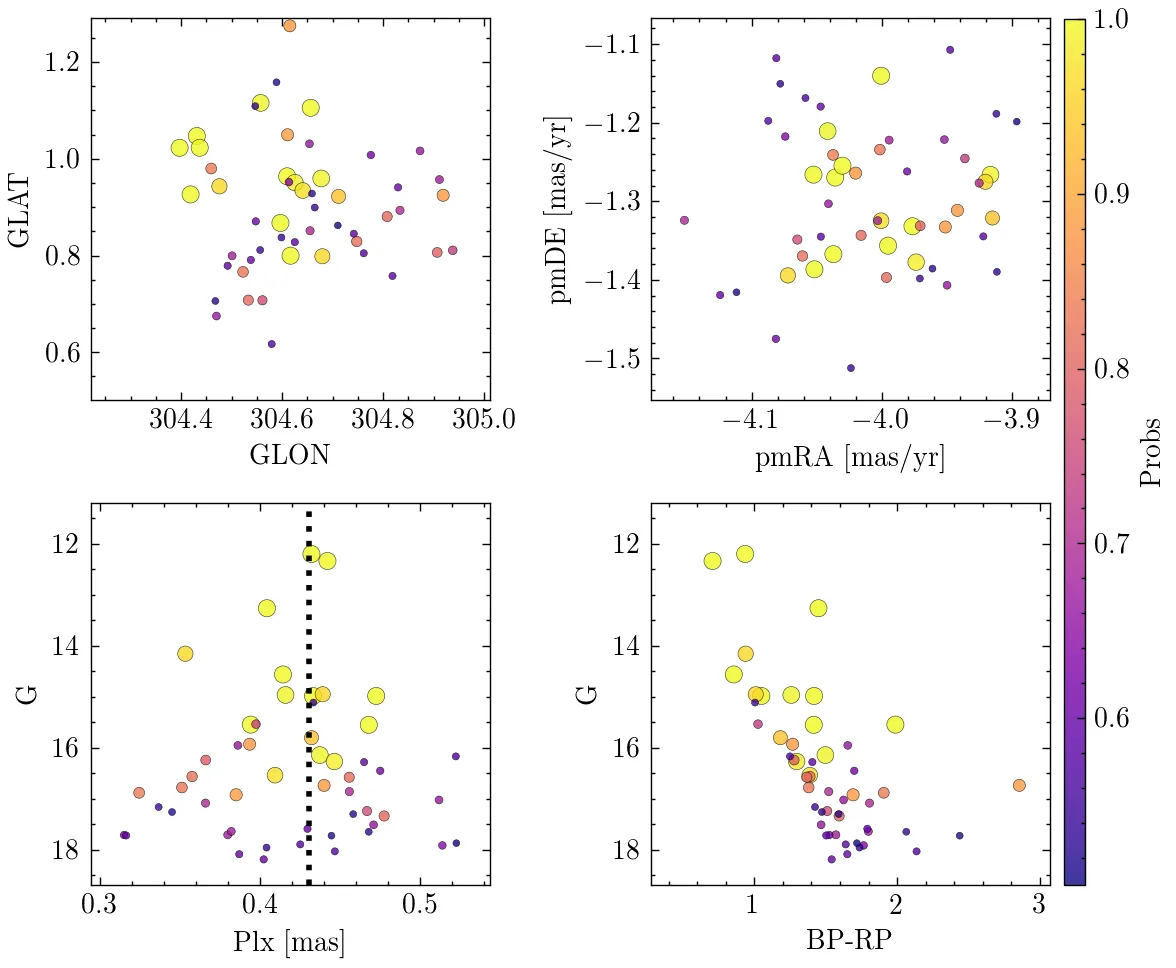 1.2
1.0
0.8
0.6
GLAT
304.4 304.6 304.8 305.0
GLON
−1.1
−1.2
−1.3
−1.4
−1.5
pmDE [mas/yr]
−4.1 −4.0 −3.9
pmRA [mas/yr]
1.0
0.9
0.8
0.7
0.6
Probs
12
14
16
18
G
0.3 0.4 0.5
Plx [mas]
12
14
16
18
G
1 2 3
BP-RP